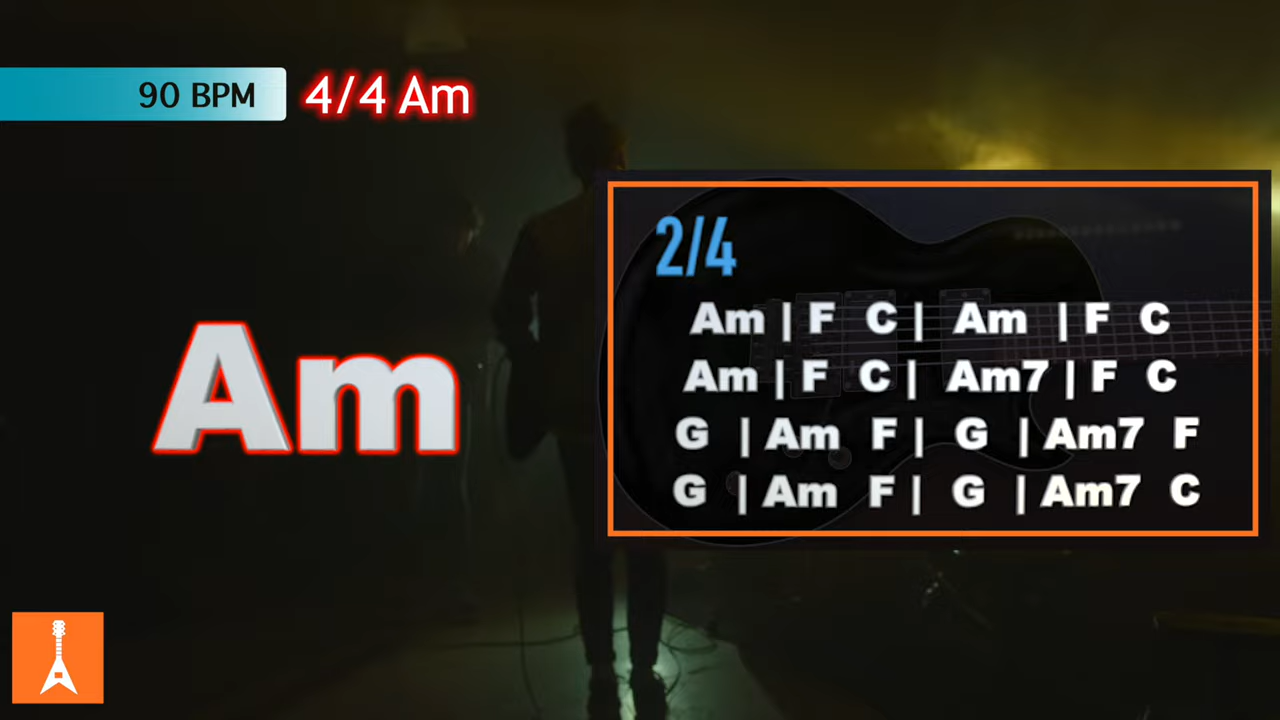 90 BPM 4/4 Am
Am
2/4
Am | F C | Am | F C
Am | F C | Am7 | F C
G | Am F | G | Am7 F
G | Am F | G | Am7 C